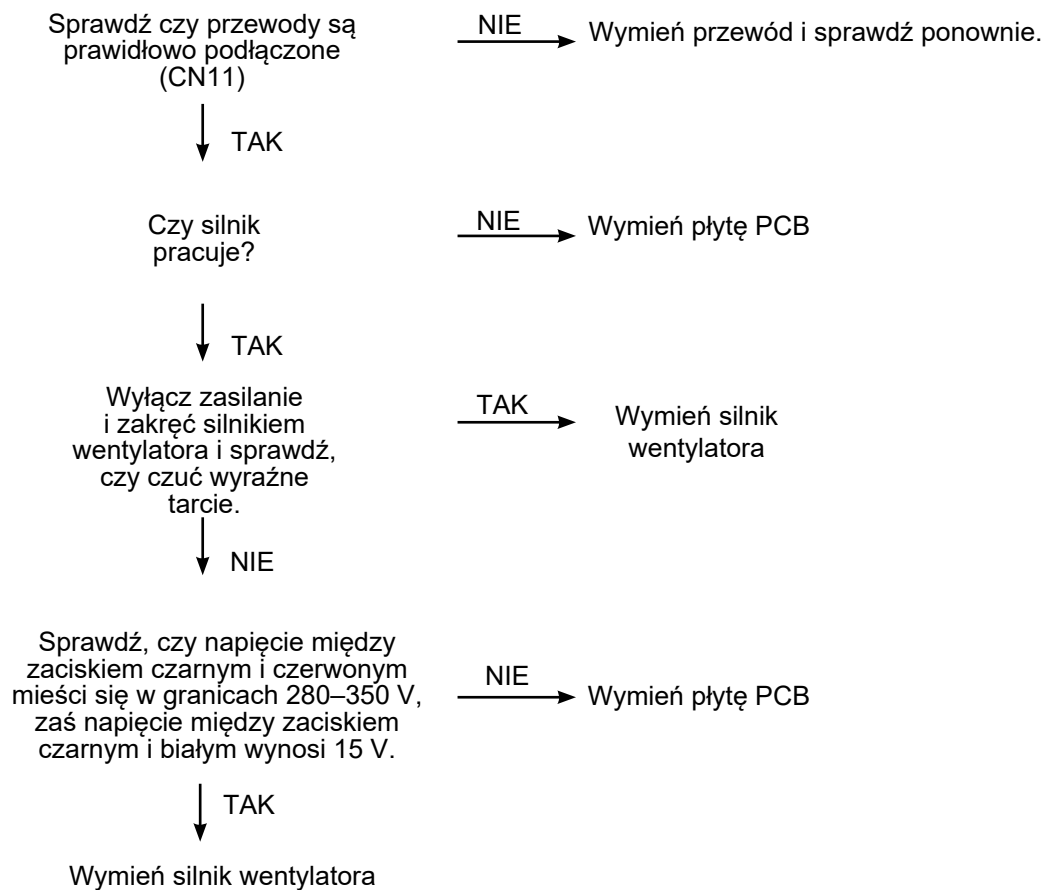 Sprawdź czy przewody są
prawidłowo podłączone
(CN11)
NIE
Wymień przewód i sprawdź ponownie.
TAK
Czy silnik
pracuje?
NIE
Wymień płytę PCB
TAK
Wyłącz zasilanie
i zakręć silnikiem
wentylatora i sprawdź,
czy czuć wyraźne
tarcie.
TAK
Wymień silnik
wentylatora
NIE
Sprawdź, czy napięcie między
zaciskiem czarnym i czerwonym
mieści się w granicach 280–350 V,
zaś napięcie między zaciskiem
czarnym i białym wynosi 15 V.
NIE
Wymień płytę PCB
TAK
Wymień silnik wentylatora